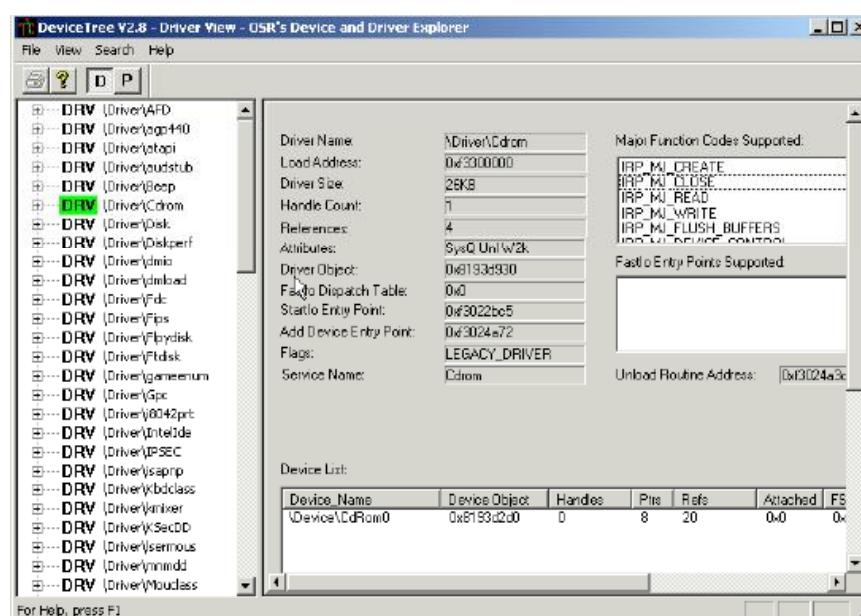 DeviceTree V2.8 - Driver View - OSR's Device and Driver Explorer
File View Search Help
D P
DRV \Driver\AFD
DRV \Driver\agp440
DRV \Driver\atapi
DRV \Driver\audstub
DRV \Driver\Beep
DRV \Driver\Cdrom
DRV \Driver\Disk
DRV \Driver\Diskperf
DRV \Driver\dmio
DRV \Driver\dmload
DRV \Driver\Fdc
DRV \Driver\Fips
DRV \Driver\Flpydisk
DRV \Driver\Ftdisk
DRV \Driver\gameenum
DRV \Driver\Gpc
DRV \Driver\i8042prt
DRV \Driver\IntelIde
DRV \Driver\IPSEC
DRV \Driver\isapnp
DRV \Driver\Kbdclass
DRV \Driver\kmixer
DRV \Driver\KSecDD
DRV \Driver\lsermous
DRV \Driver\mnmdd
DRV \Driver\Mouclass
Driver Name: \Driver\Cdrom
Load Address: 0xf3300000
Driver Size: 26KB
Handle Count: 1
References: 4
Attributes: SysQ Unl W2k
Driver Object: 0x8193d930
FastIo Dispatch Table: 0x0
StartIo Entry Point: 0xf3022bc5
Add Device Entry Point: 0xf3024a72
Flags: LEGACY_DRIVER
Service Name: Cdrom
Major Function Codes Supported:
IRP_MJ_CREATE
IRP_MJ_CLOSE
IRP_MJ_READ
IRP_MJ_WRITE
IRP_MJ_FLUSH_BUFFERS
IRP_MJ_DEVICE_CONTROL
FastIo Entry Points Supported:
Unload Routine Address: 0xf3024a3c
Device List:
Device_Name Device Object Handles Ptrs Refs Attached FS
\Device\CdRom0 0x8193d2d0 0 8 20 0x0 0x
For Help, press F1